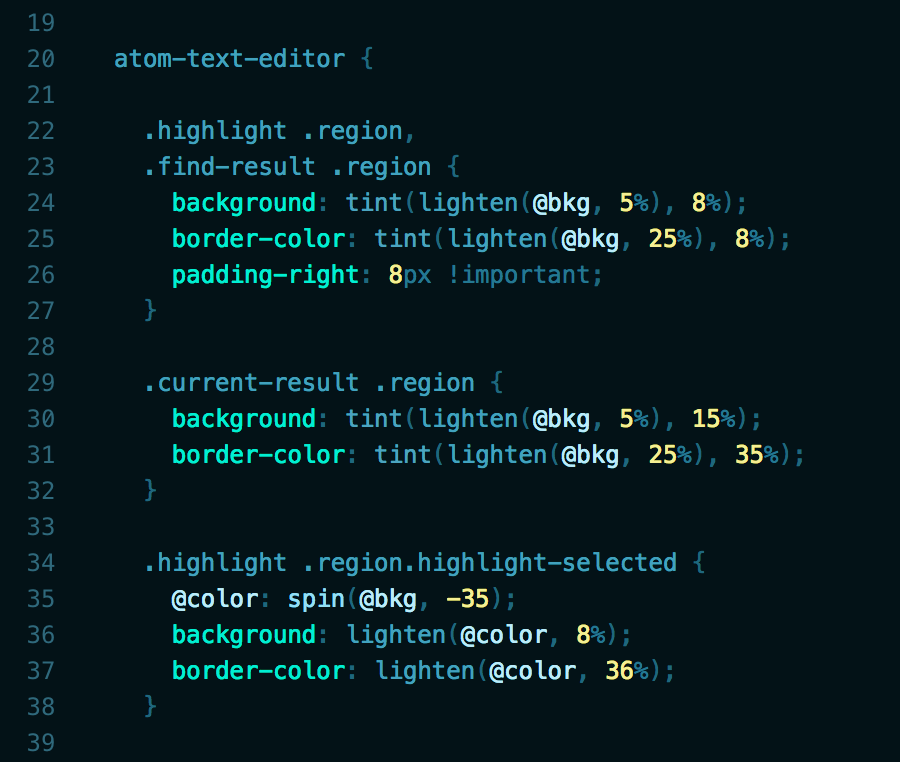 19
20 atom-text-editor {
21
22 .highlight .region,
23 .find-result .region {
24 background: tint(lighten(@bkg, 5%), 8%);
25 border-color: tint(lighten(@bkg, 25%), 8%);
26 padding-right: 8px !important;
27 }
28
29 .current-result .region {
30 background: tint(lighten(@bkg, 5%), 15%);
31 border-color: tint(lighten(@bkg, 25%), 35%);
32 }
33
34 .highlight .region.highlight-selected {
35 @color: spin(@bkg, -35);
36 background: lighten(@color, 8%);
37 border-color: lighten(@color, 36%);
38 }
39